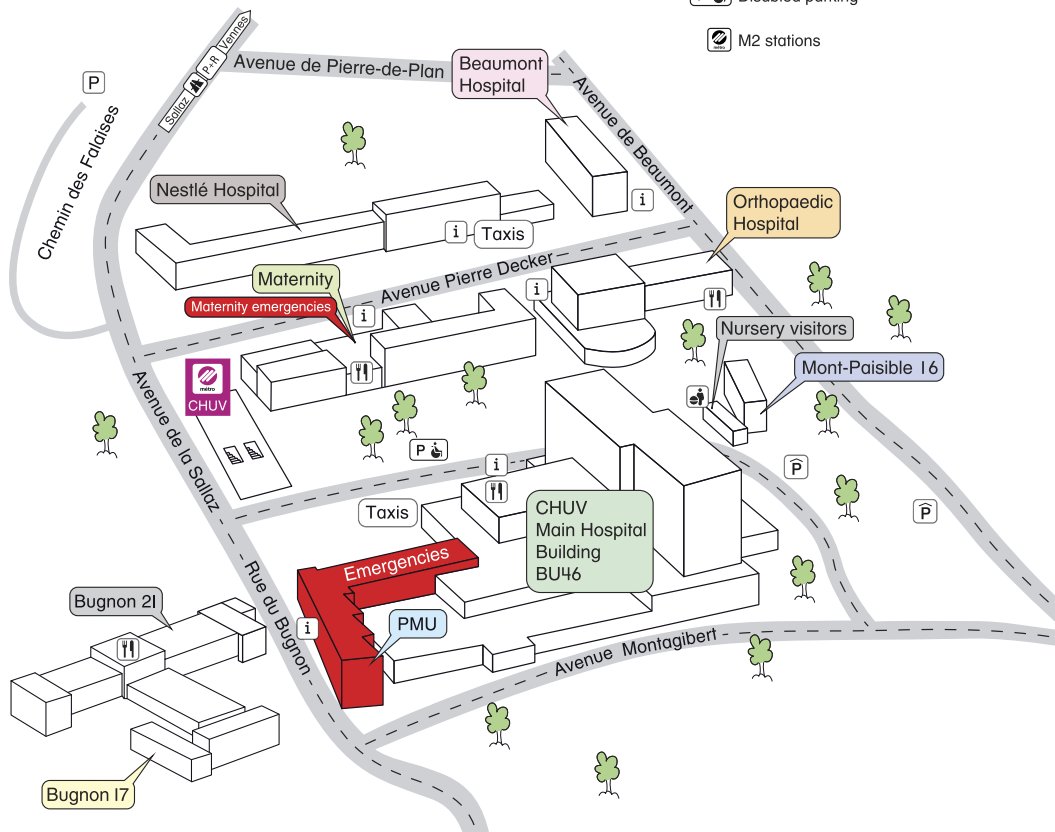 Disabled parking
métro
M2 stations
Vennes
P+R
Sallaz
Avenue de Pierre-de-Plan
Beaumont
Hospital
P
Chemin des Falaises
Avenue de Beaumont
Nestlé Hospital
i
Taxis
i
Orthopaedic
Hospital
Avenue Pierre Decker
Maternity
Maternity emergencies
i
i
Nursery visitors
Mont-Paisible 16
métro
CHUV
Avenue de la Sallaz
P
i
P
P
Taxis
CHUV
Main Hospital
Building
BU46
Emergencies
Rue du Bugnon
Bugnon 21
i
PMU
Avenue Montagibert
Bugnon 17